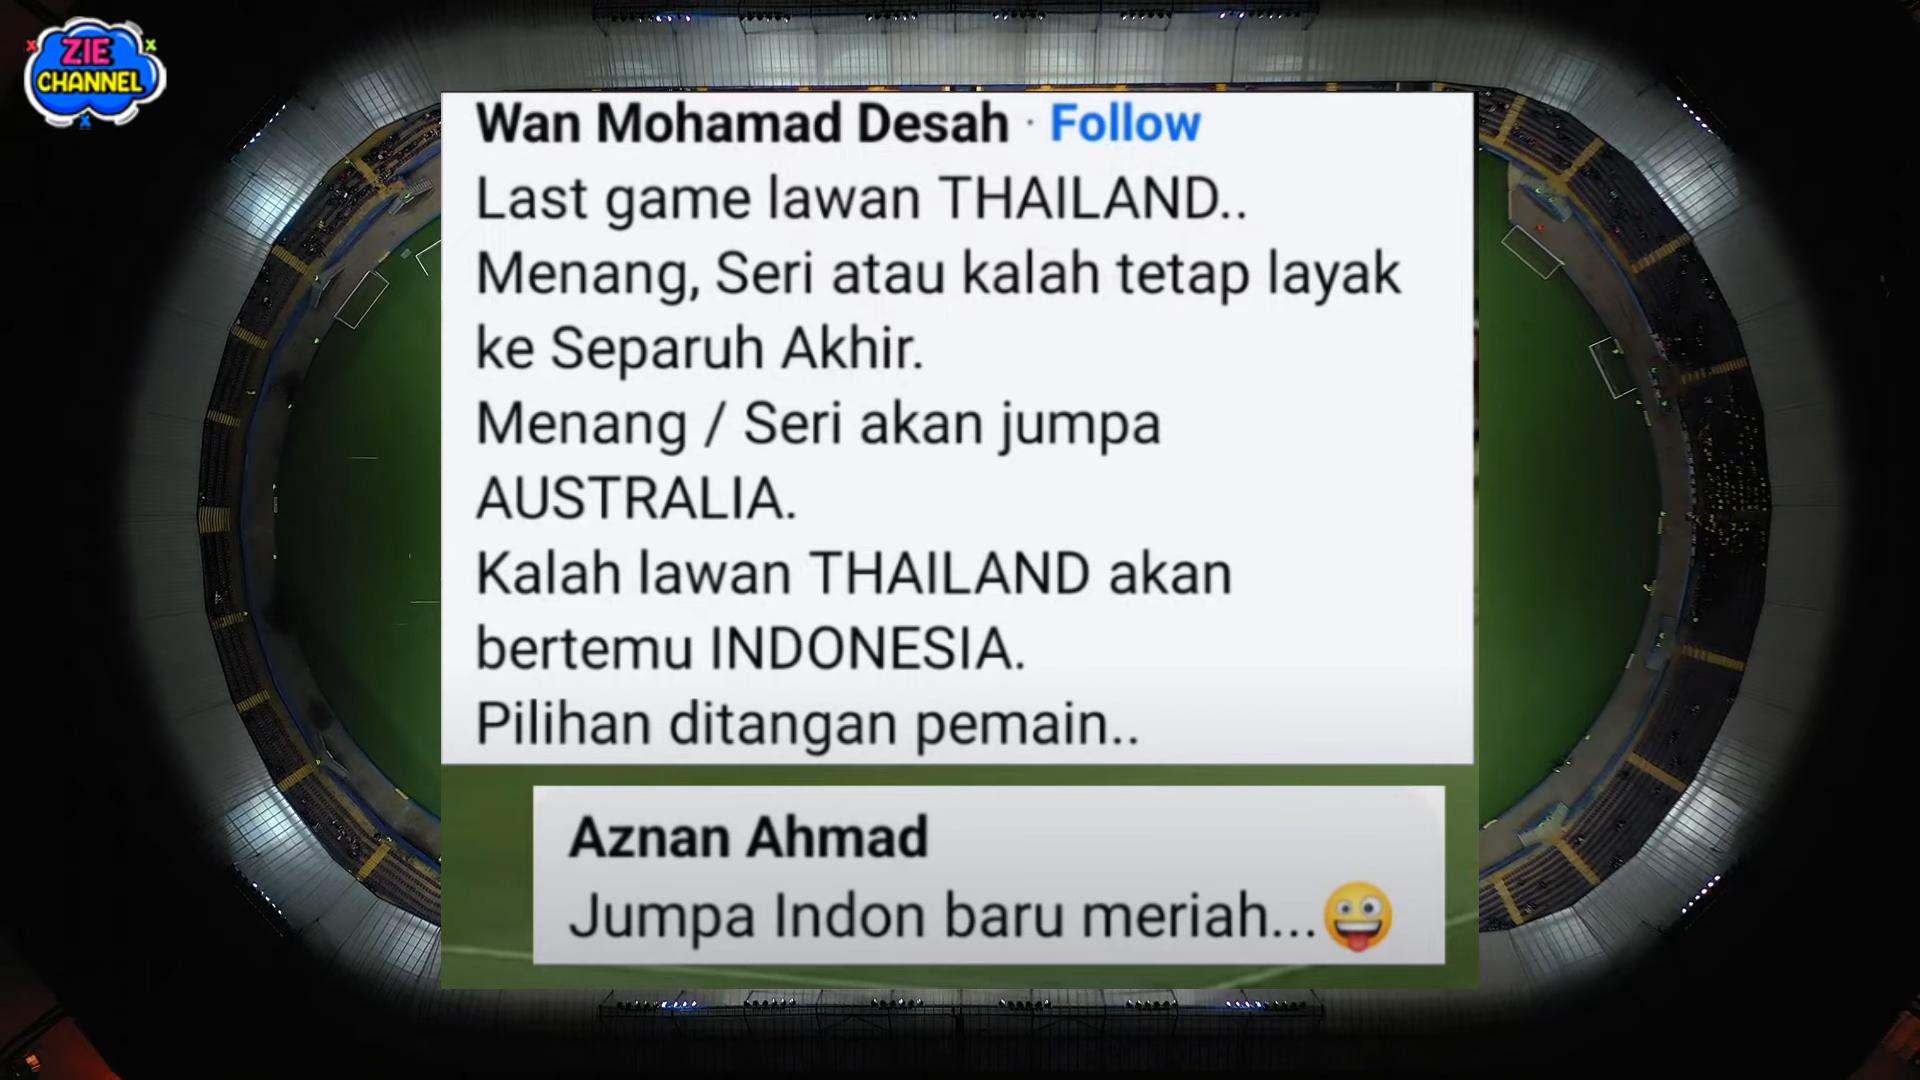 ZIE
CHANNEL
Wan Mohamad Desah · Follow
Last game lawan THAILAND..
Menang, Seri atau kalah tetap layak
ke Separuh Akhir.
Menang / Seri akan jumpa
AUSTRALIA.
Kalah lawan THAILAND akan
bertemu INDONESIA.
Pilihan ditangan pemain..
Aznan Ahmad
Jumpa Indon baru meriah...🤪